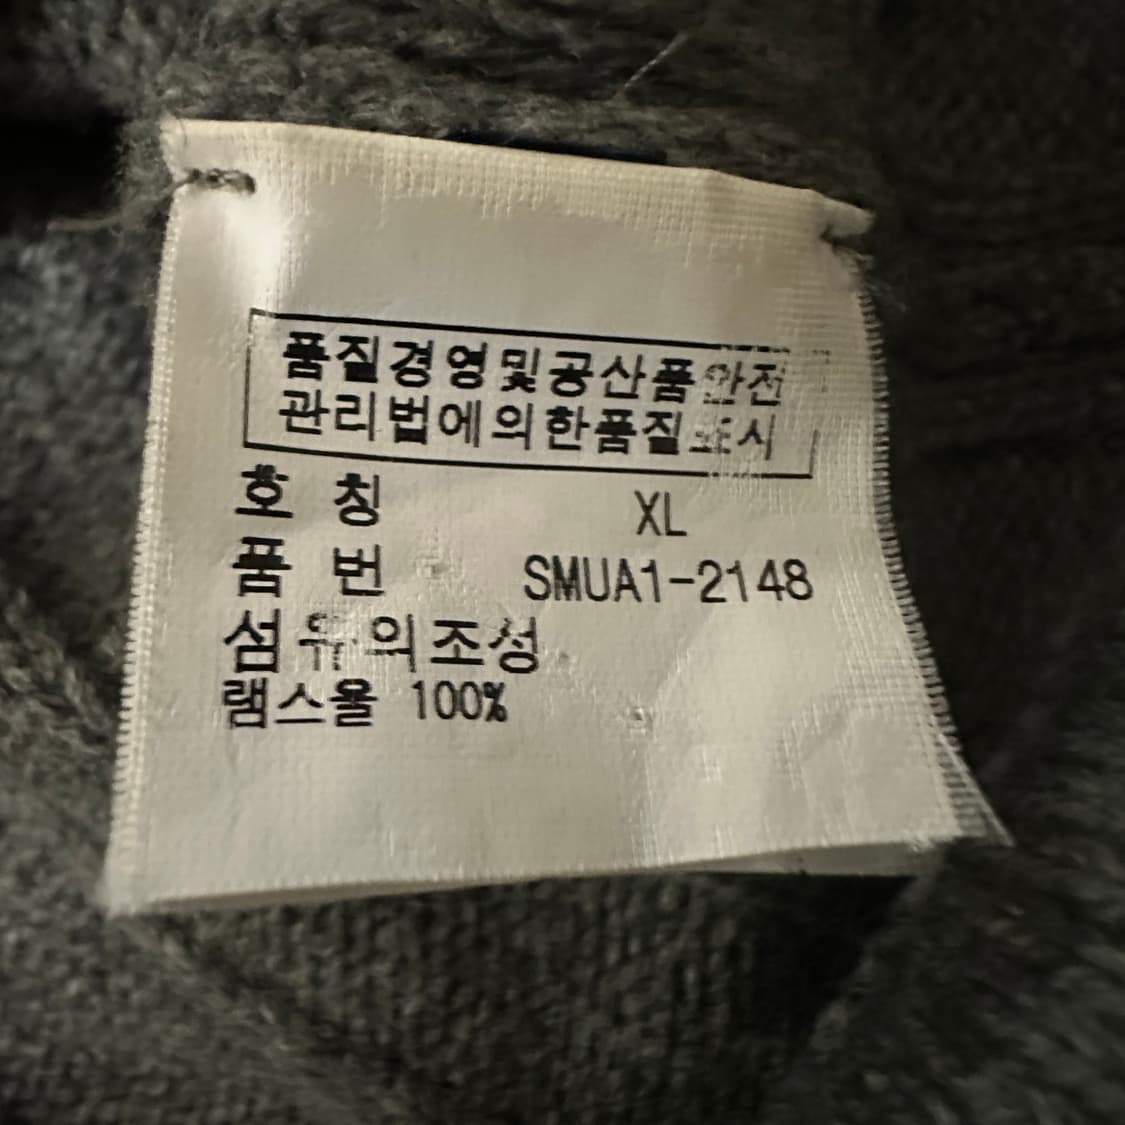 품질경영및공산품안전
관리법에의한품질표시
호 칭 XL
품 번 SMUA1-2148
섬유의조성
램스울 100%